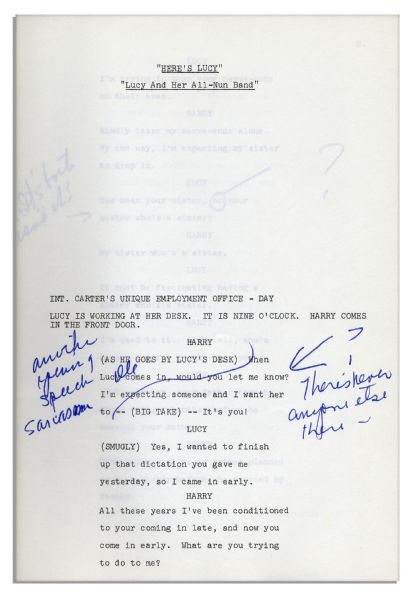 "HERE'S LUCY"
"Lucy And Her All-Nun Band"
INT. CARTER'S UNIQUE EMPLOYMENT OFFICE - DAY
LUCY IS WORKING AT HER DESK. IT IS NINE O'CLOCK. HARRY COMES
IN THE FRONT DOOR.
HARRY
(AS HE GOES BY LUCY'S DESK) When
Lucy comes in, would you let me know?
I'm expecting someone and I want her
to -- (BIG TAKE) -- It's you!
another
opening
speech
sarcasm
?
There's never
anyone else
there -
LUCY
(SMUGLY) Yes, I wanted to finish
up that dictation you gave me
yesterday, so I came in early.
HARRY
All these years I've been conditioned
to your coming in late, and now you
come in early. What are you trying
to do to me?